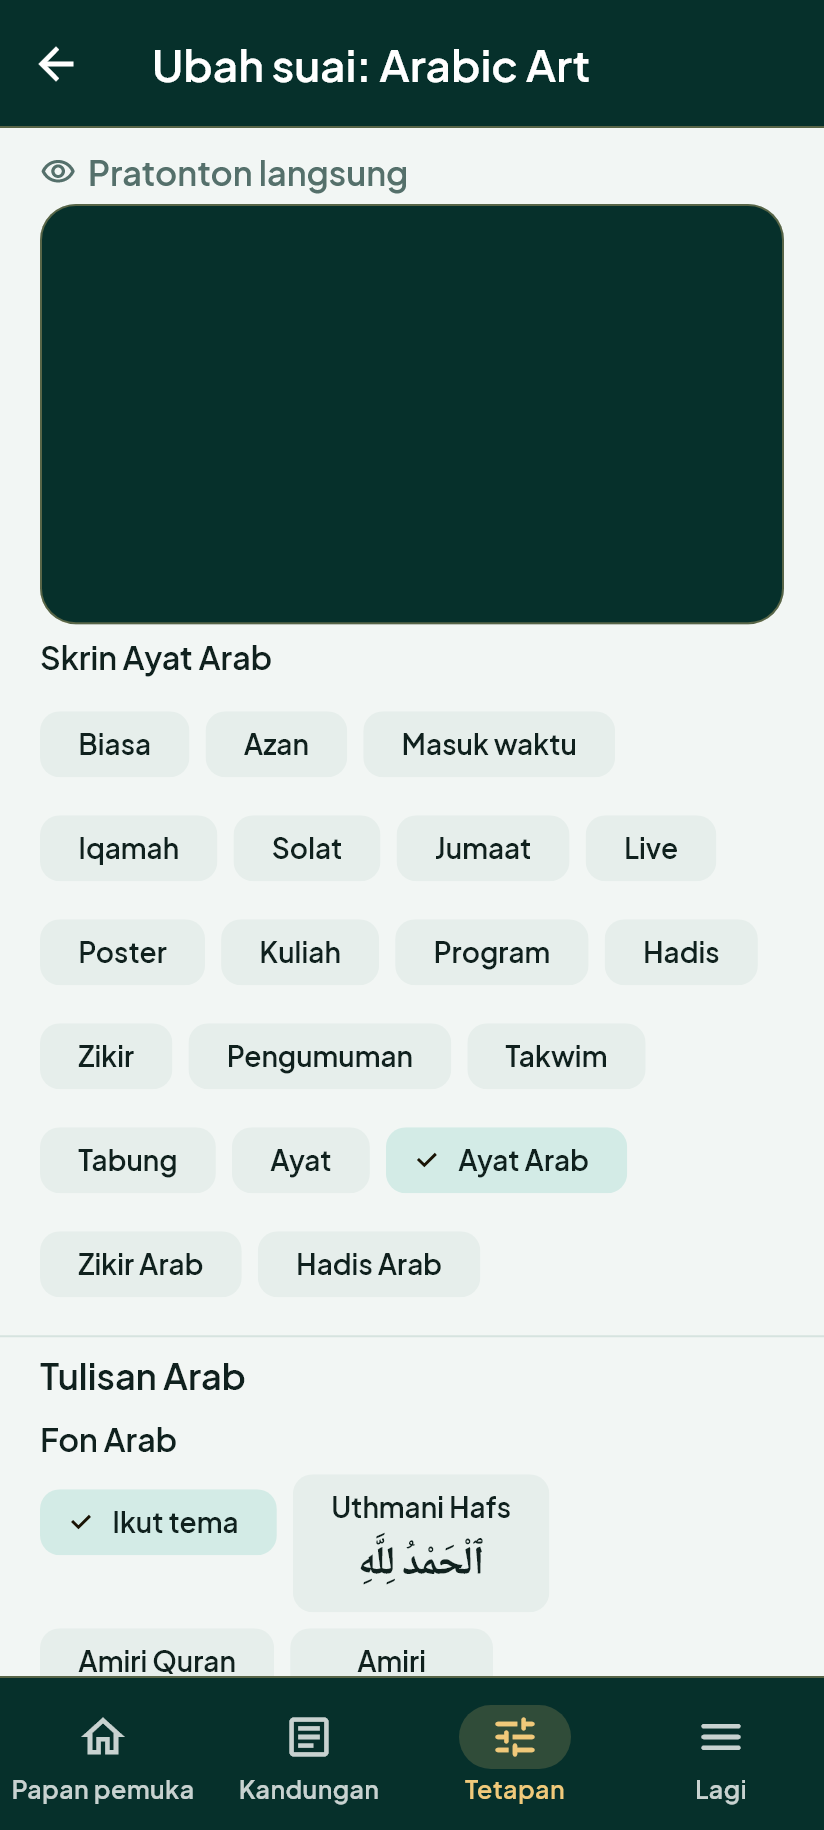 Ubah suai: Arabic Art
Pratonton langsung
Skrin Ayat Arab
Biasa Azan Masuk waktu
Iqamah Solat Jumaat Live
Poster Kuliah Program Hadis
Zikir Pengumuman Takwim
Tabung Ayat Ayat Arab
Zikir Arab Hadis Arab
Tulisan Arab
Fon Arab
Ikut tema Uthmani Hafs
ٱلْحَمْدُ لِلَّهِ
Amiri Quran Amiri
Papan pemuka Kandungan Tetapan Lagi